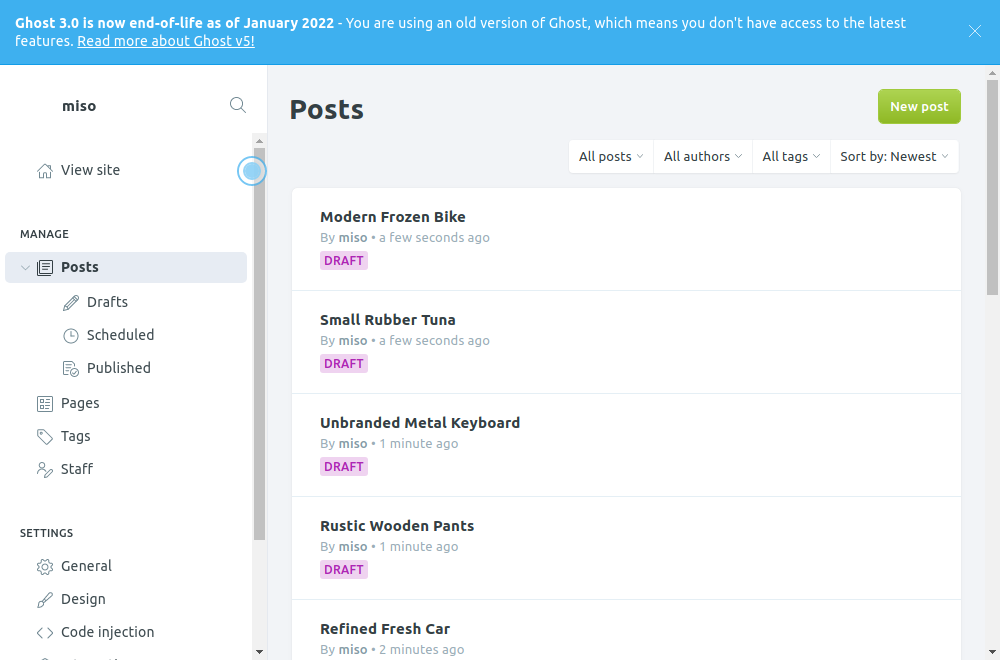 Ghost 3.0 is now end-of-life as of January 2022 - You are using an old version of Ghost, which means you don't have access to the latest
features. Read more about Ghost v5!
miso
View site
MANAGE
Posts
Drafts
Scheduled
Published
Pages
Tags
Staff
SETTINGS
General
Design
Code injection
Posts
New post
All posts
All authors
All tags
Sort by: Newest
Modern Frozen Bike
By miso • a few seconds ago
DRAFT
Small Rubber Tuna
By miso • a few seconds ago
DRAFT
Unbranded Metal Keyboard
By miso • 1 minute ago
DRAFT
Rustic Wooden Pants
By miso • 1 minute ago
DRAFT
Refined Fresh Car
By miso • 2 minutes ago